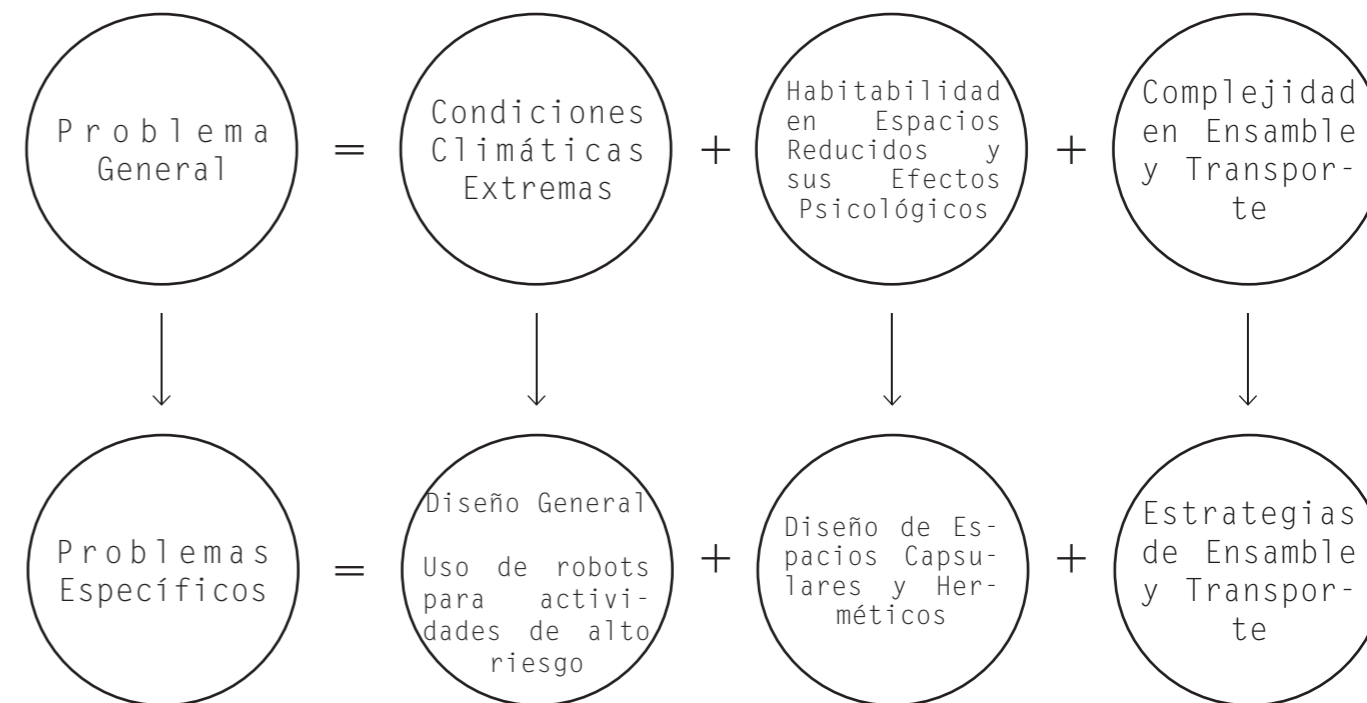 Problema
General
=
Condiciones
Climáticas
Extremas
+
Habitabilidad
en Espacios
Reducidos y
sus Efectos
Psicológicos
+
Complejidad
en Ensamble
y Transpor-
te
Problemas
Específicos
=
Diseño General
Uso de robots
para activi-
dades de alto
riesgo
+
Diseño de Es-
pacios Capsu-
lares y Her-
méticos
+
Estrategias
de Ensamble
y Transpor-
te